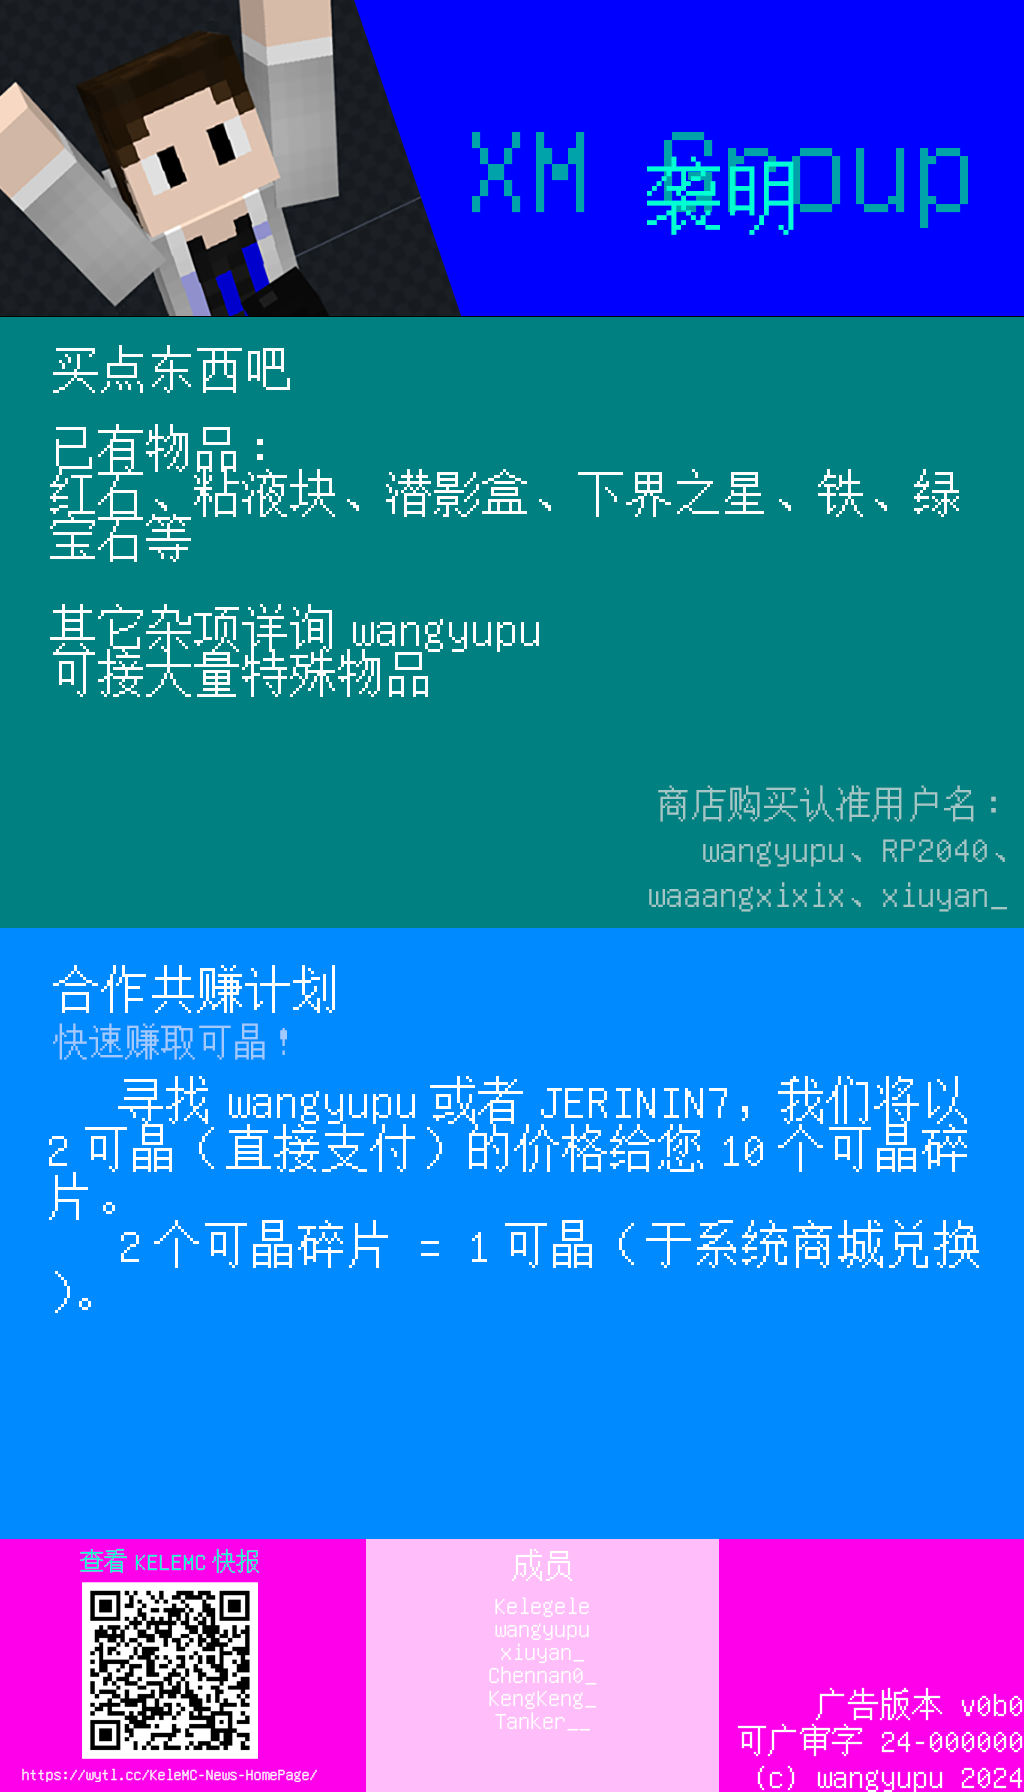 XM Group
袭明
买点东西吧
已有物品：
红石、粘液块、潜影盒、下界之星、铁、绿
宝石等
其它杂项详询 wangyupu
可接大量特殊物品
商店购买认准用户名：
wangyupu、RP2040、
waaangxixix、xiuyan_
合作共赚计划
快速赚取可晶！
寻找 wangyupu 或者 JERININ7，我们将以
2 可晶（直接支付）的价格给您 10 个可晶碎
片。
2 个可晶碎片 = 1 可晶（于系统商城兑换
）。
查看 KELEMC 快报
https://wytl.cc/KeleMC-News-HomePage/
成员
Kelegele
wangyupu
xiuyan_
Chennan0_
KengKeng_
Tanker__
广告版本 v0b0
可广审字 24-000000
(c) wangyupu 2024